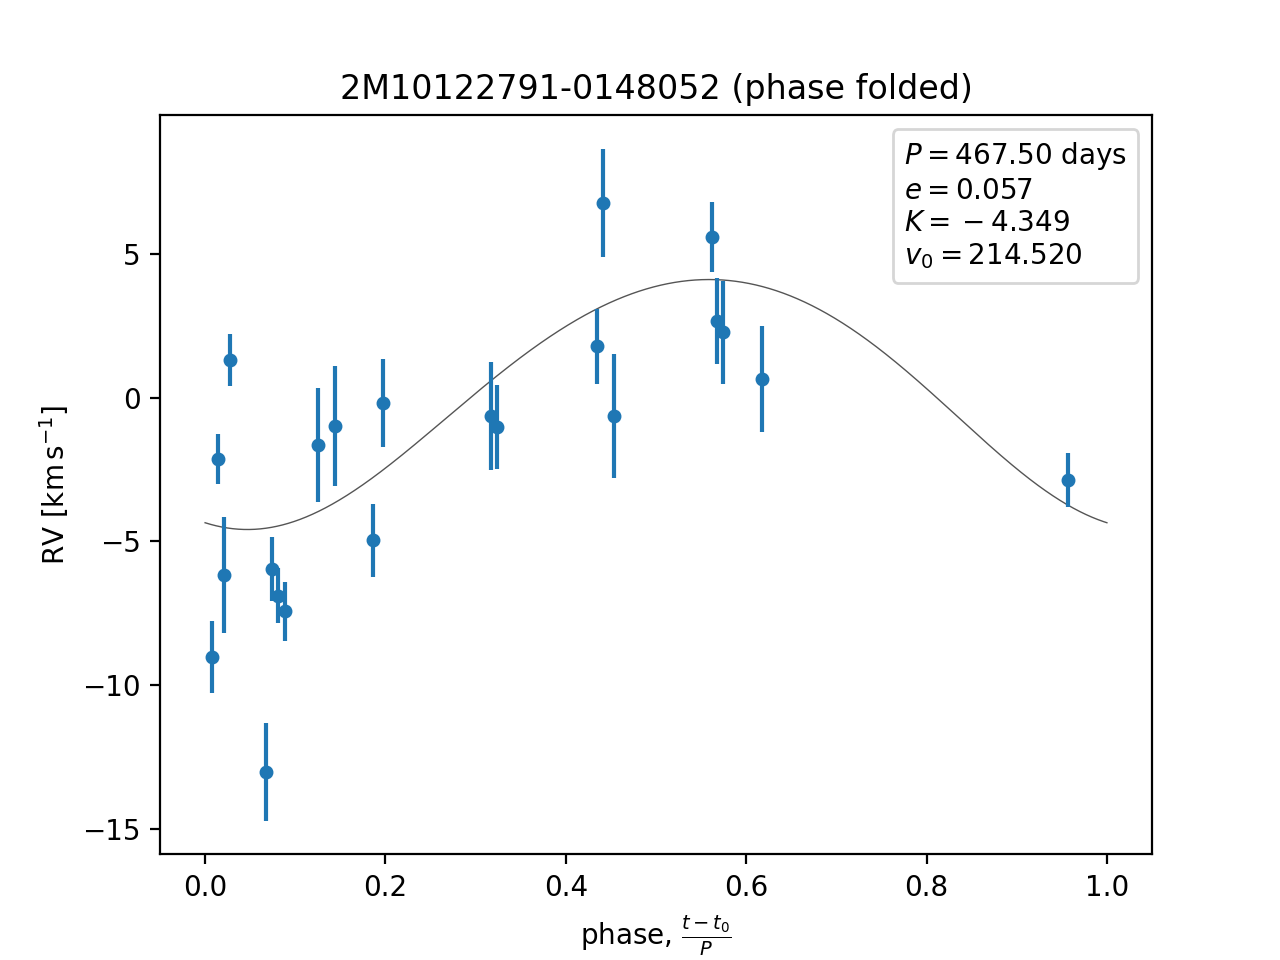 2M10122791-0148052 (phase folded)
P = 467.50 days
e = 0.057
K = −4.349
v₀ = 214.520
RV [km s⁻¹]
5
0
−5
−10
−15
0.0 0.2 0.4 0.6 0.8 1.0
phase, (t − t₀)/P